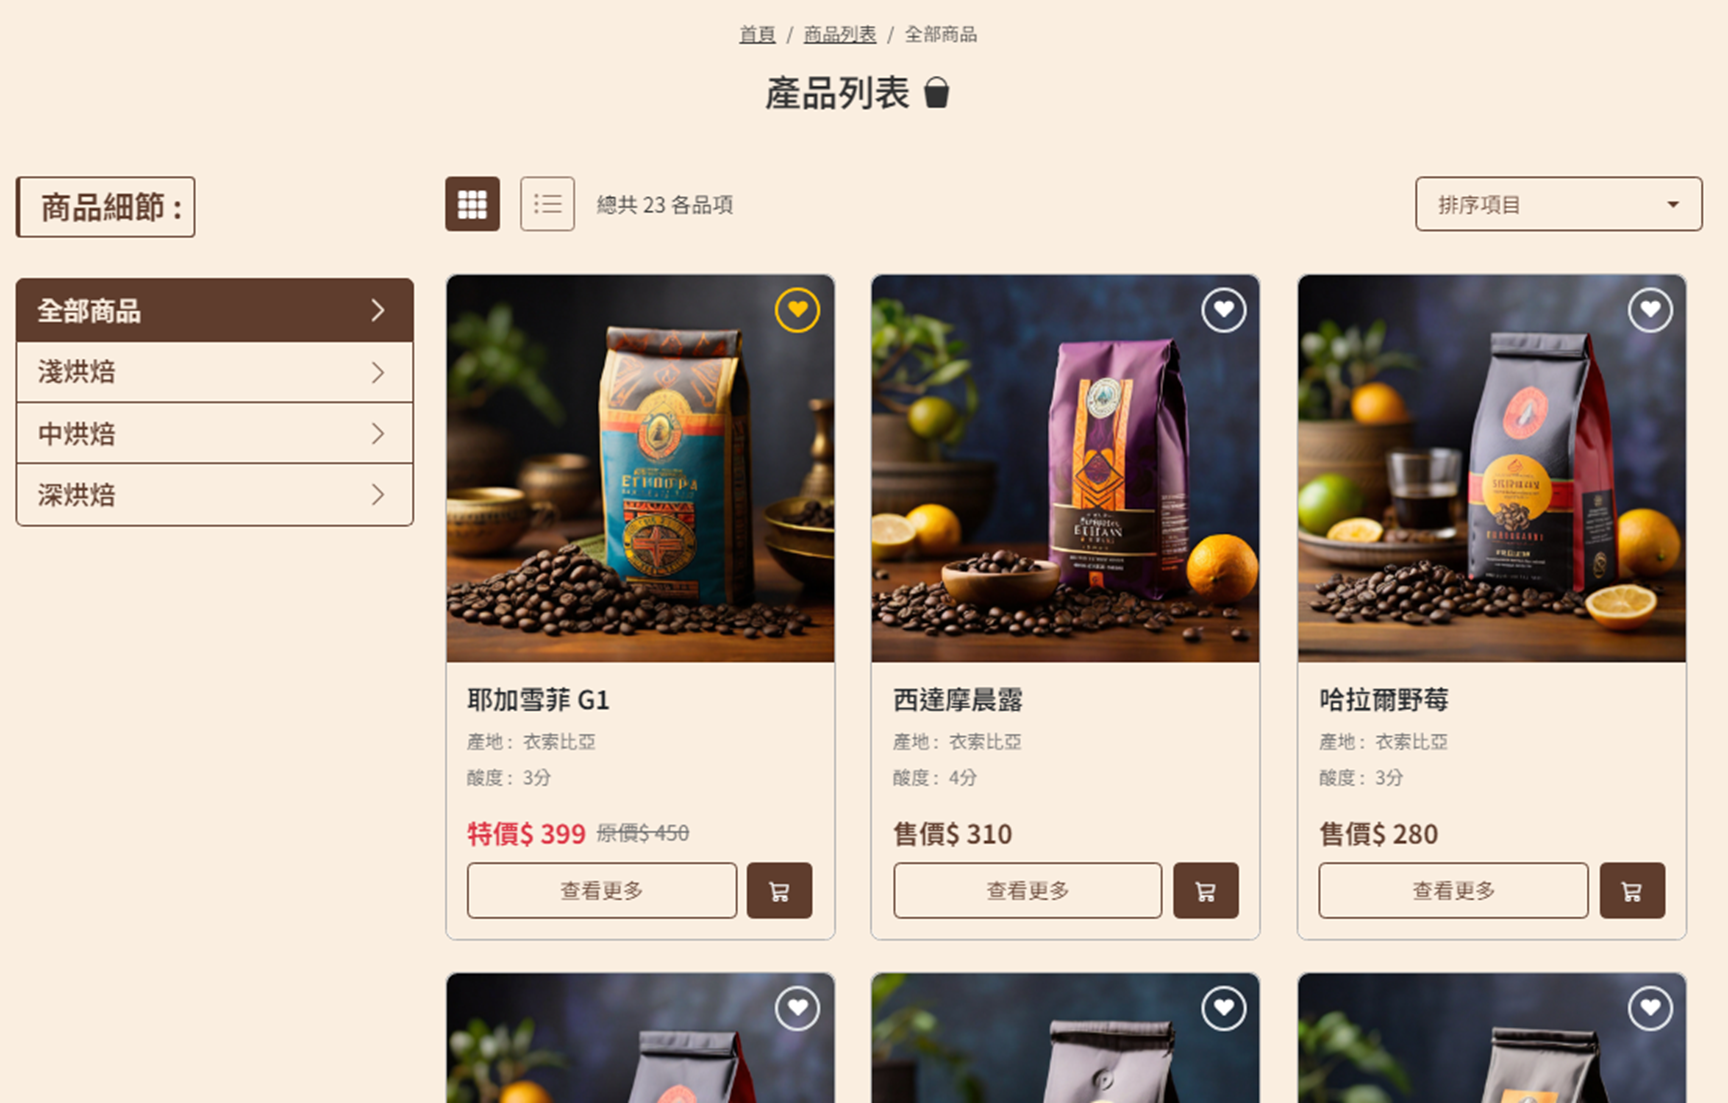 首頁 / 商品列表 / 全部商品
產品列表
商品細節 :
總共 23 各品項
排序項目
全部商品
淺烘焙
中烘焙
深烘焙
耶加雪菲 G1
產地 : 衣索比亞
酸度 : 3分
特價$ 399 原價$ 450
查看更多
西達摩晨露
產地 : 衣索比亞
酸度 : 4分
售價$ 310
查看更多
哈拉爾野莓
產地 : 衣索比亞
酸度 : 3分
售價$ 280
查看更多